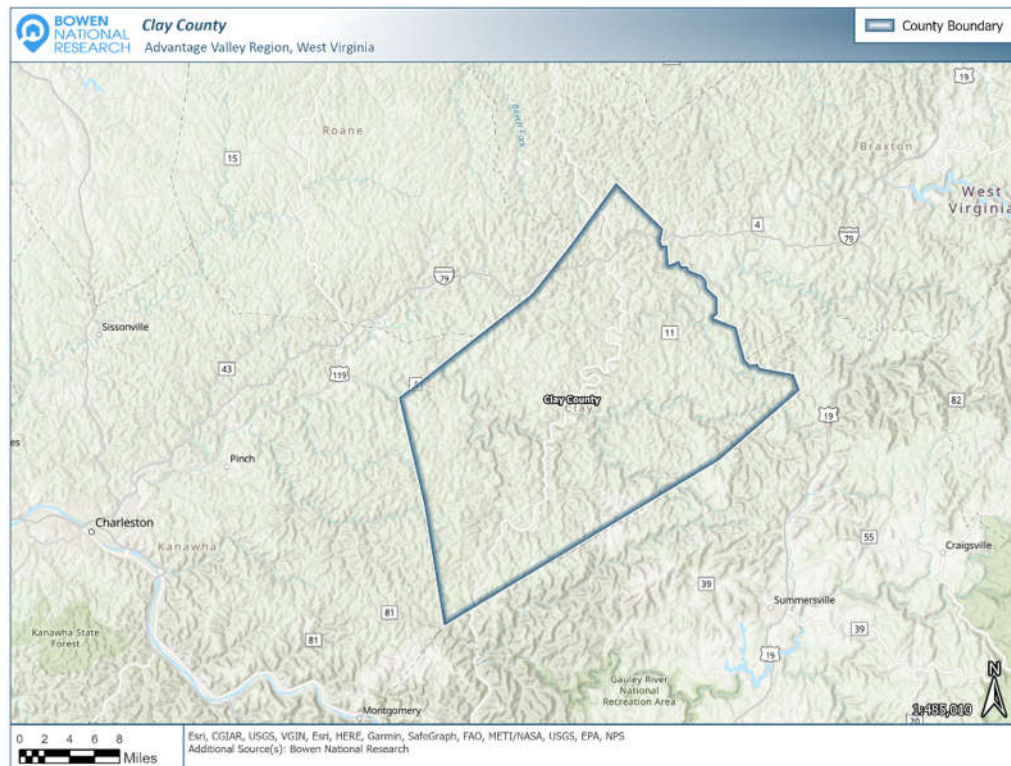 BOWEN
NATIONAL
RESEARCH
Clay County
Advantage Valley Region, West Virginia
County Boundary
19
Roane
15
Braxton
West
Virginia
4
79
79
Sissonville
11
43
119
4
Clay County
Clay
82
19
Pinch
Charleston
Kanawha
55
Craigsville
39
Summersville
81
81
39
Kanawha State
Forest
19
Gauley River
National
Recreation Area
N
1:485,010
Montgomery
20
0 2 4 6 8
Miles
Esri, CGIAR, USGS, VGIN, Esri, HERE, Garmin, SafeGraph, FAO, METI/NASA, USGS, EPA, NPS
Additional Source(s): Bowen National Research